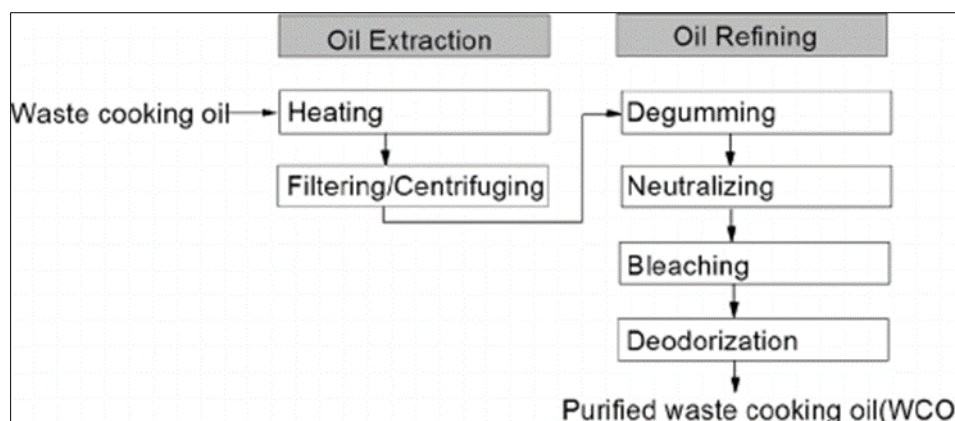 Oil Extraction
Oil Refining
Waste cooking oil
Heating
Filtering/Centrifuging
Degumming
Neutralizing
Bleaching
Deodorization
Purified waste cooking oil(WCO